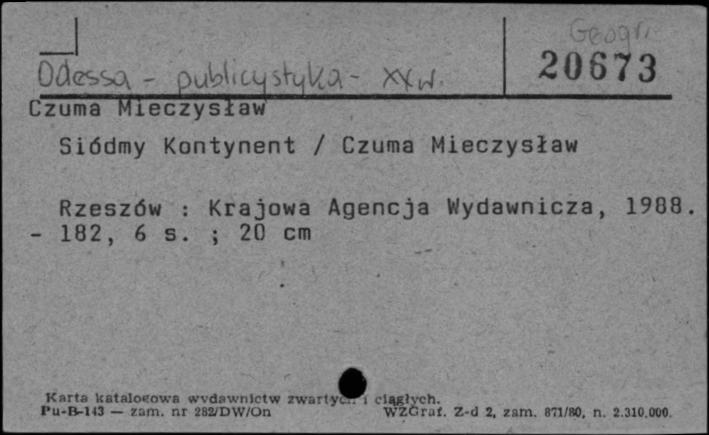 Geogr.
20673
Odessa - publicystyka - XX w.
Czuma Mieczysław
Siódmy Kontynent / Czuma Mieczysław
Rzeszów : Krajowa Agencja Wydawnicza, 1988.
- 182, 6 s. ; 20 cm
Karta katalogowa wydawnictw zwartych i ciągłych.
Pu-B-143 — zam. nr 282/DW/On
WZGraf. Z-d 2, zam. 871/80, n. 2.310.000.